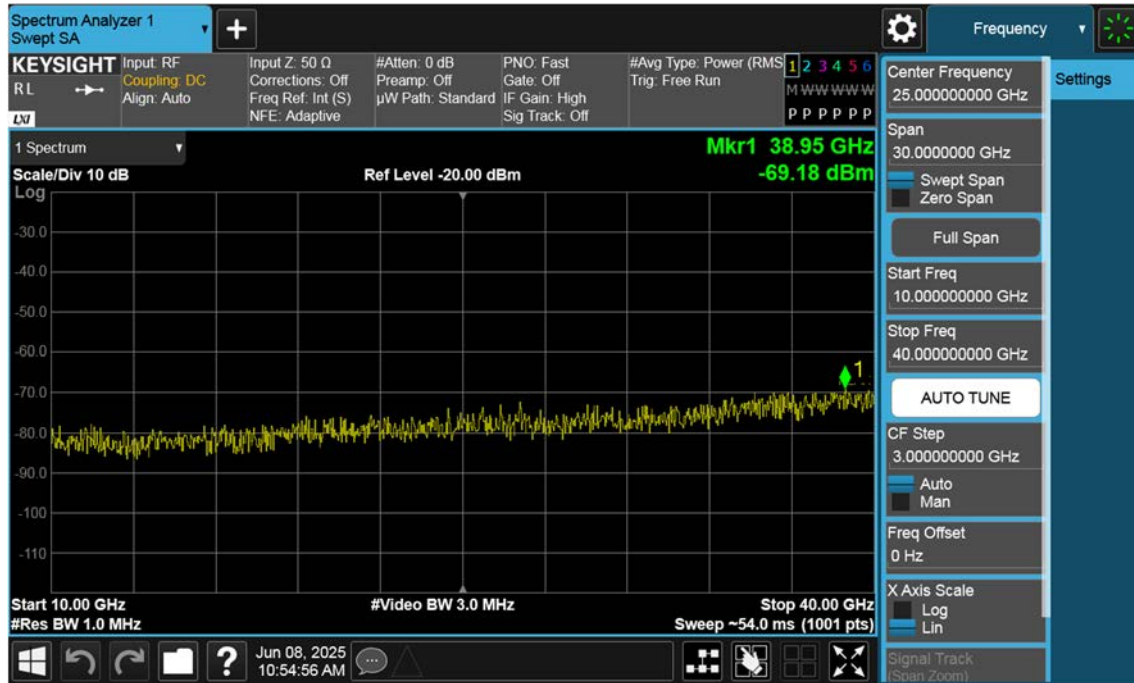 Spectrum Analyzer 1
Swept SA
Frequency
KEYSIGHT
RL
LXI
Input: RF
Coupling: DC
Align: Auto
Input Z: 50 Ω
Corrections: Off
Freq Ref: Int (S)
NFE: Adaptive
#Atten: 0 dB
Preamp: Off
µW Path: Standard
PNO: Fast
Gate: Off
IF Gain: High
Sig Track: Off
#Avg Type: Power (RMS
Trig: Free Run
1 2 3 4 5 6
M W W W W W
P P P P P P
1 Spectrum
Mkr1 38.95 GHz
Scale/Div 10 dB
Ref Level -20.00 dBm
-69.18 dBm
Log
-30.0
-40.0
-50.0
-60.0
1
-70.0
-80.0
-90.0
-100
-110
Start 10.00 GHz
#Video BW 3.0 MHz
Stop 40.00 GHz
#Res BW 1.0 MHz
Sweep ~54.0 ms (1001 pts)
?
Jun 08, 2025
10:54:56 AM
Center Frequency
25.000000000 GHz
Settings
Span
30.0000000 GHz
Swept Span
Zero Span
Full Span
Start Freq
10.000000000 GHz
Stop Freq
40.000000000 GHz
AUTO TUNE
CF Step
3.000000000 GHz
Auto
Man
Freq Offset
0 Hz
X Axis Scale
Log
Lin
Signal Track
(Span Zoom)